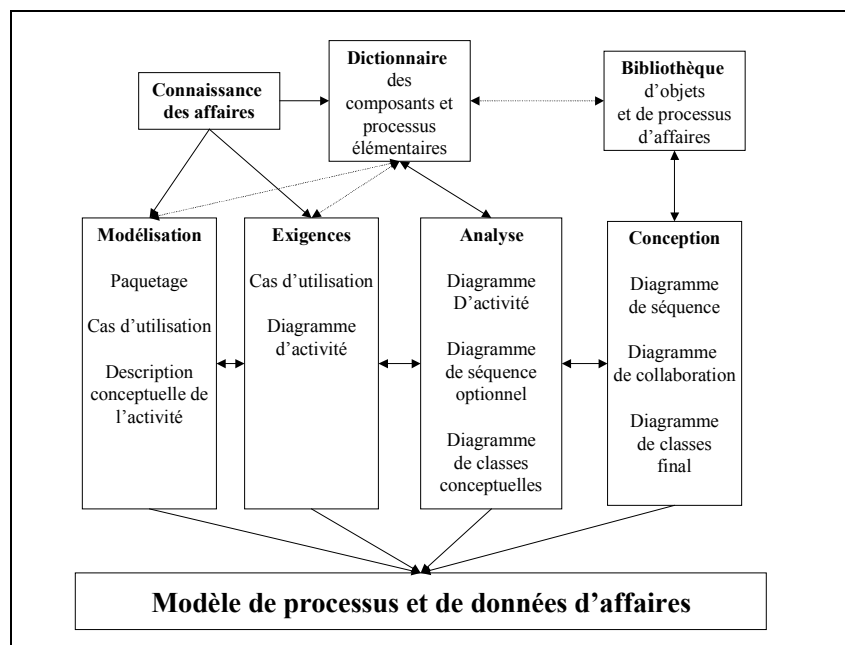 Connaissance
des affaires
Dictionnaire
des
composants et
processus
élémentaires
Bibliothèque
d'objets
et de processus
d'affaires
Modélisation
Paquetage
Cas d'utilisation
Description
conceptuelle de
l'activité
Exigences
Cas d'utilisation
Diagramme
d'activité
Analyse
Diagramme
D'activité
Diagramme
de séquence
optionnel
Diagramme
de classes
conceptuelles
Conception
Diagramme
de séquence
Diagramme
de collaboration
Diagramme
de classes
final
Modèle de processus et de données d'affaires